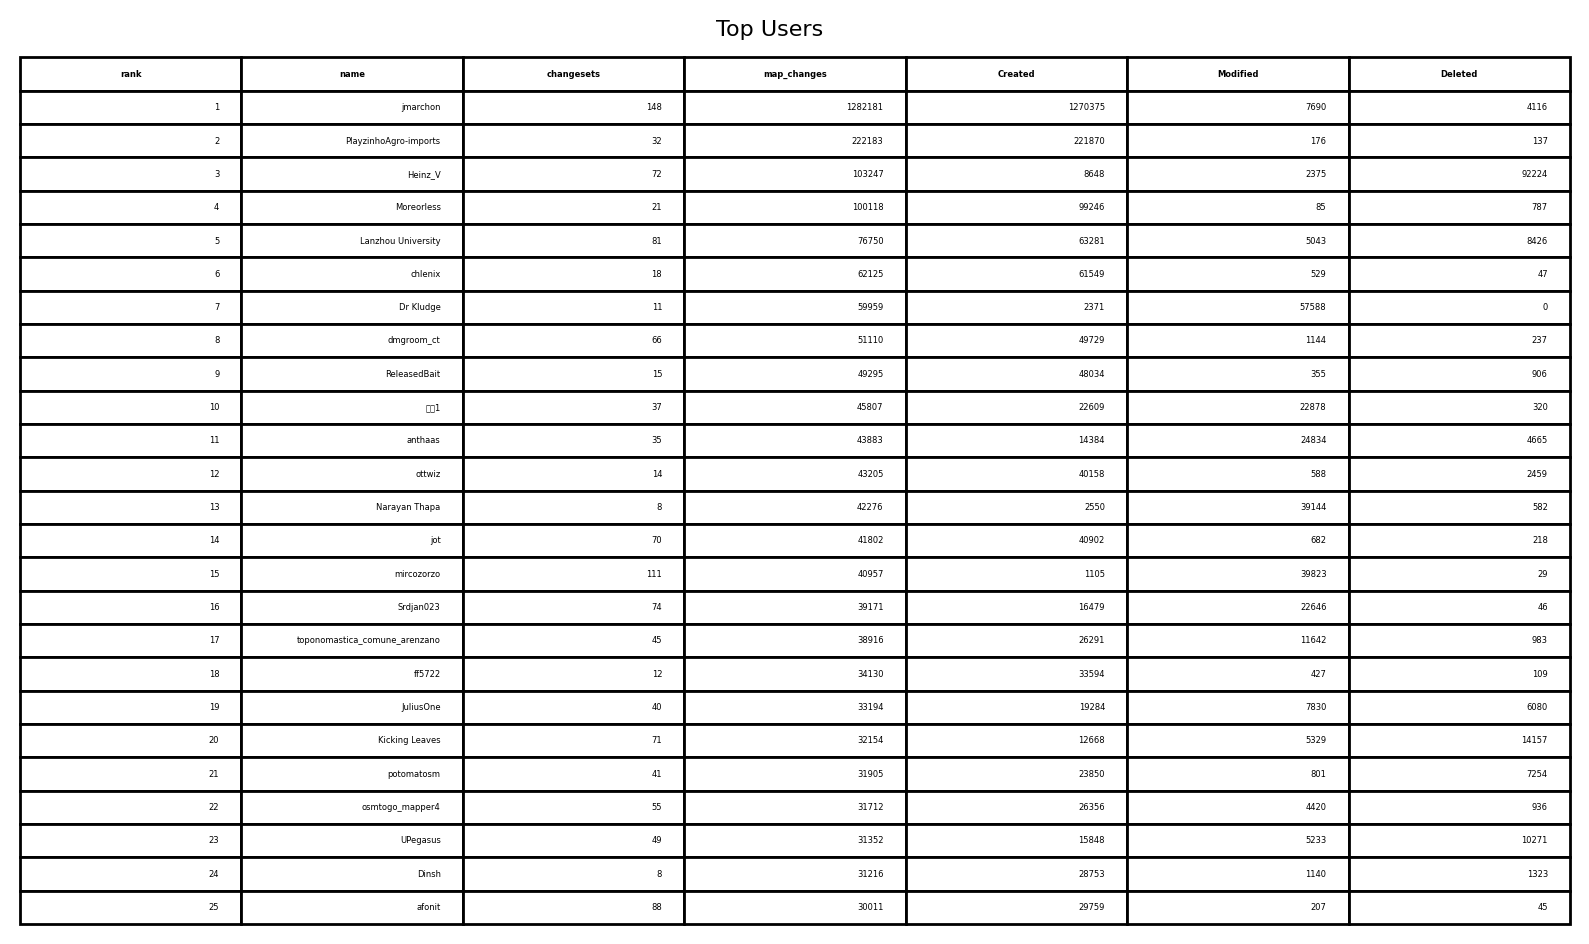 Top Users
rank name changesets map_changes Created Modified Deleted
1 jmarchon 148 1282181 1270375 7690 4116
2 PlayzinhoAgro-imports 32 222183 221870 176 137
3 Heinz_V 72 103247 8648 2375 92224
4 Moreorless 21 100118 99246 85 787
5 Lanzhou University 81 76750 63281 5043 8426
6 chlenix 18 62125 61549 529 47
7 Dr Kludge 11 59959 2371 57588 0
8 dmgroom_ct 66 51110 49729 1144 237
9 ReleasedBait 15 49295 48034 355 906
10 1 37 45807 22609 22878 320
11 anthaas 35 43883 14384 24834 4665
12 ottwiz 14 43205 40158 588 2459
13 Narayan Thapa 8 42276 2550 39144 582
14 jot 70 41802 40902 682 218
15 mircozorzo 111 40957 1105 39823 29
16 Srdjan023 74 39171 16479 22646 46
17 toponomastica_comune_arenzano 45 38916 26291 11642 983
18 ff5722 12 34130 33594 427 109
19 JuliusOne 40 33194 19284 7830 6080
20 Kicking Leaves 71 32154 12668 5329 14157
21 potomatosm 41 31905 23850 801 7254
22 osmtogo_mapper4 55 31712 26356 4420 936
23 UPegasus 49 31352 15848 5233 10271
24 Dinsh 8 31216 28753 1140 1323
25 afonit 88 30011 29759 207 45